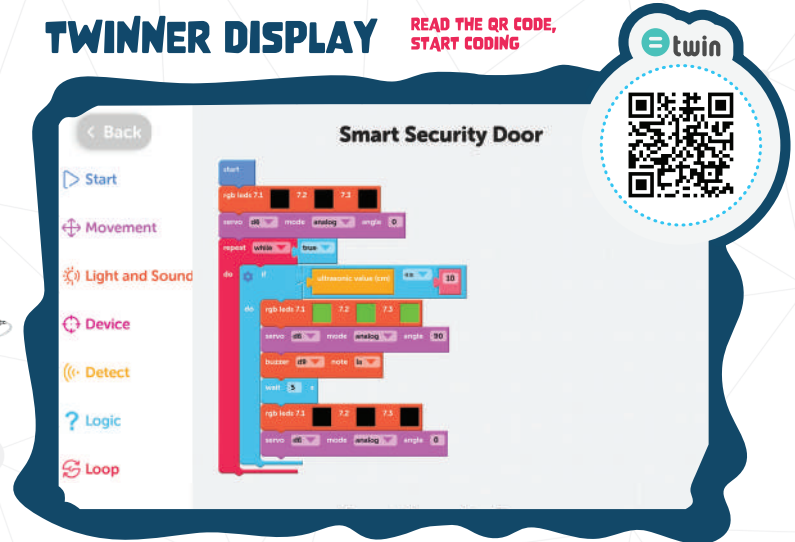 TWINNER DISPLAY
READ THE QR CODE,
START CODING
twin
< Back
Smart Security Door
Start
Movement
Light and Sound
Device
Detect
Logic
Loop
start
rgb leds 7.1 7.2 7.3
servo d6 mode analog angle 0
repeat while true
do if ultrasonic value (cm) 10
do rgb leds 7.1 7.2 7.3
servo d6 mode analog angle 90
buzzer d9 note la
wait 5 s
rgb leds 7.1 7.2 7.3
servo d6 mode analog angle 0